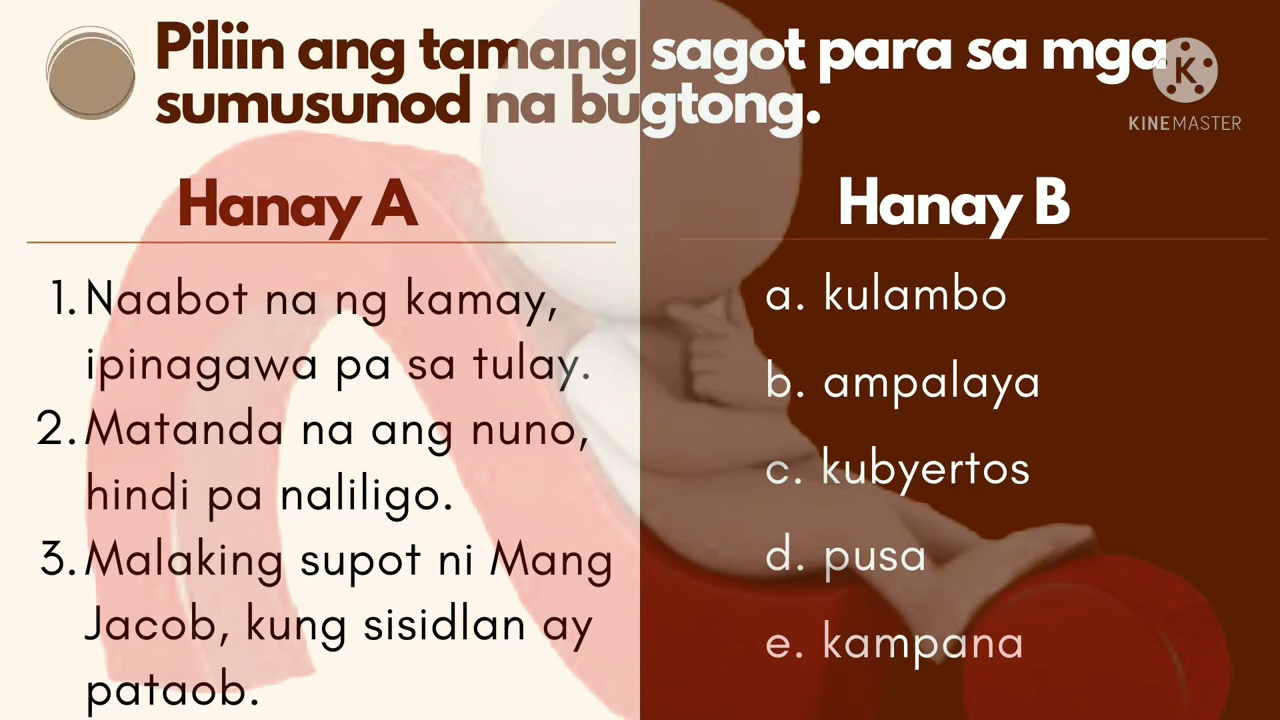 Piliin ang tamang sagot para sa mga
sumusunod na bugtong.
KINEMASTER
Hanay A
1. Naabot na ng kamay,
ipinagawa pa sa tulay.
2. Matanda na ang nuno,
hindi pa naliligo.
3. Malaking supot ni Mang
Jacob, kung sisidlan ay
pataob.
Hanay B
a. kulambo
b. ampalaya
c. kubyertos
d. pusa
e. kampana